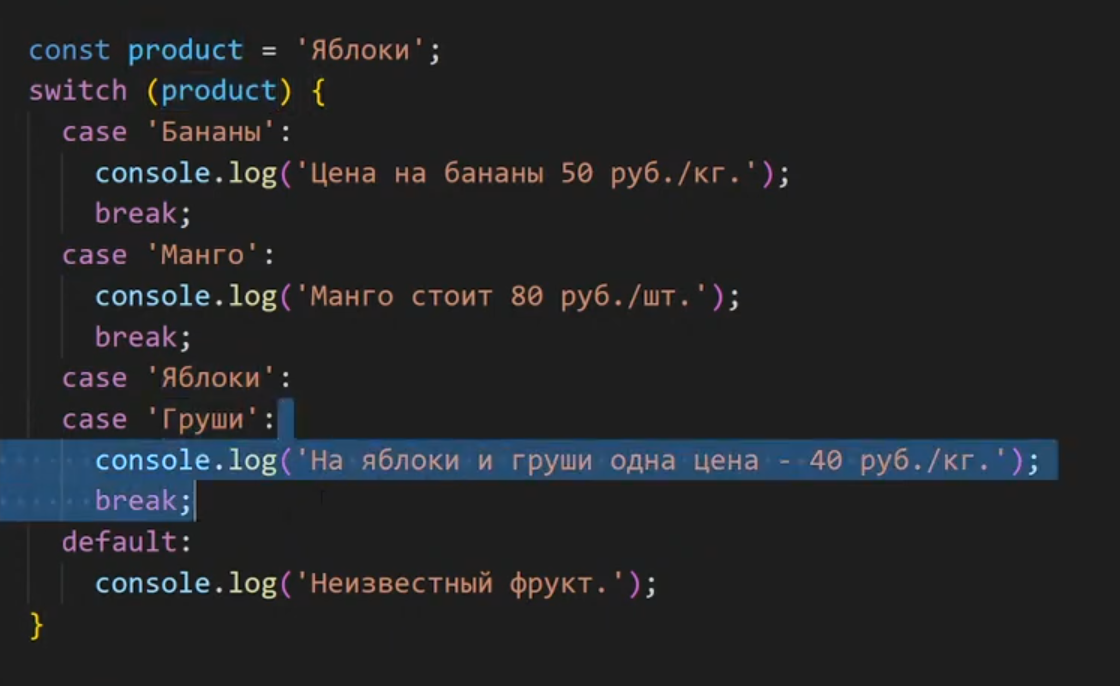 const product = 'Яблоки';
switch (product) {
  case 'Бананы':
    console.log('Цена на бананы 50 руб./кг.');
    break;
  case 'Манго':
    console.log('Манго стоит 80 руб./шт.');
    break;
  case 'Яблоки':
  case 'Груши':
    console.log('На яблоки и груши одна цена - 40 руб./кг.');
    break;
  default:
    console.log('Неизвестный фрукт.');
}